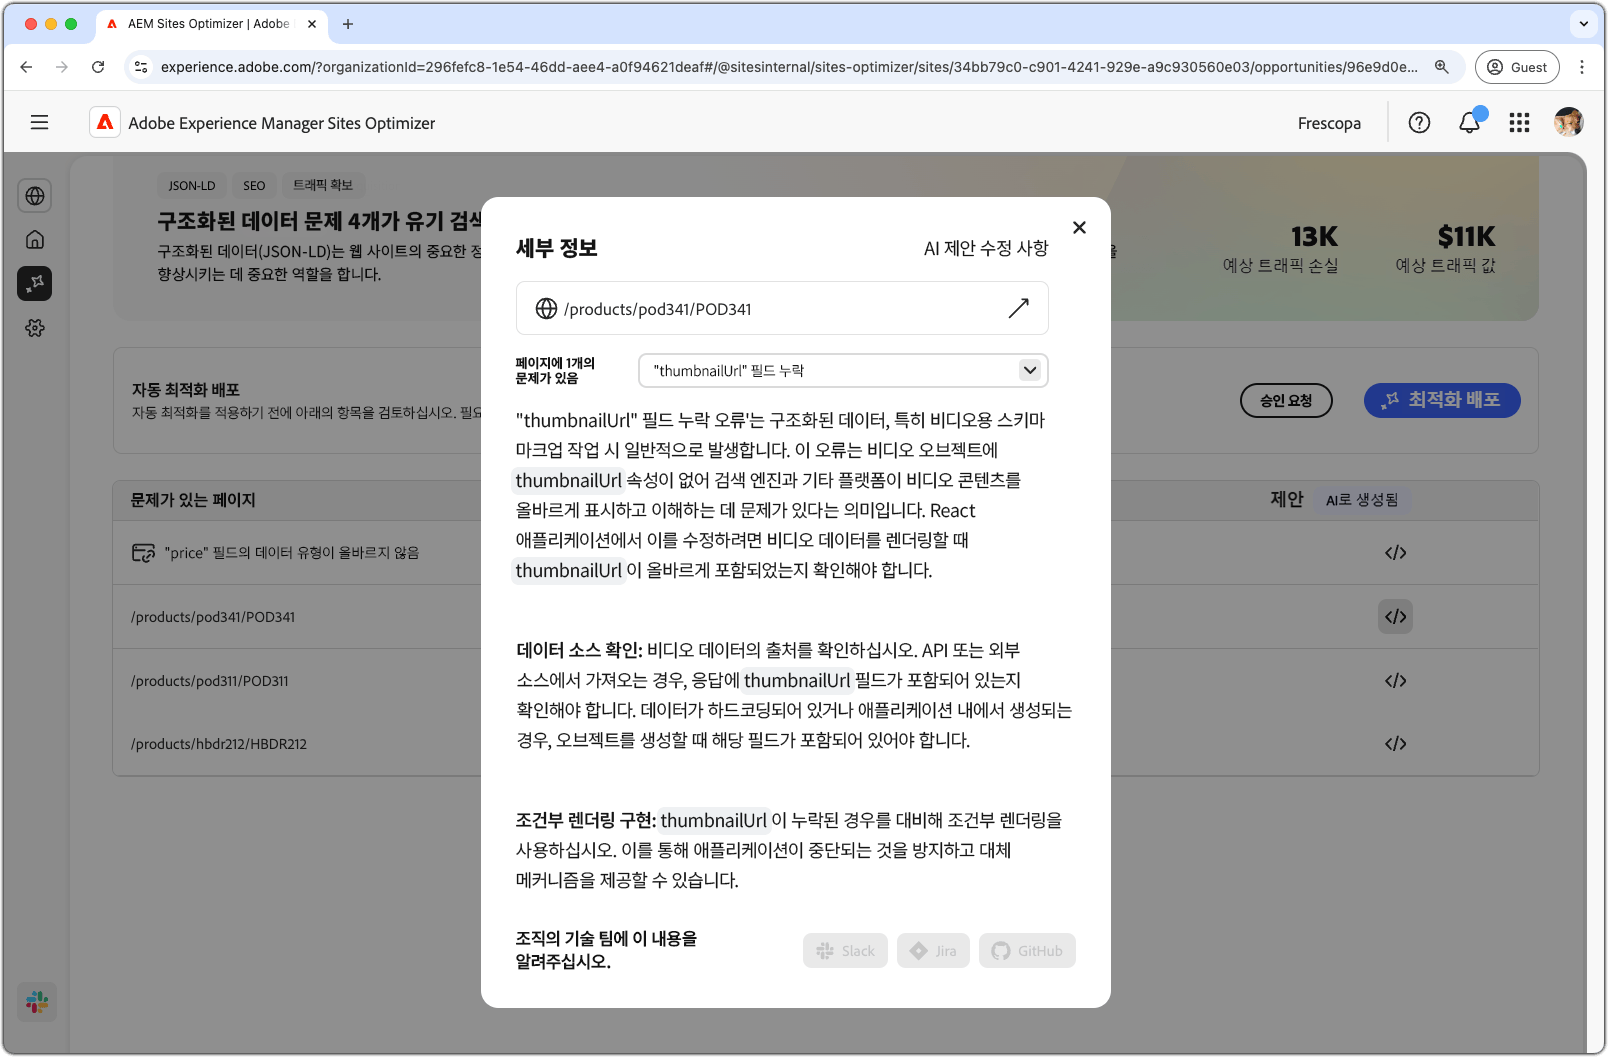 AEM Sites Optimizer | Adobe
experience.adobe.com/?organizationId=296fefc8-1e54-46dd-aee4-a0f94621deaf#/@sitesinternal/sites-optimizer/sites/34bb79c0-c901-4241-929e-a9c930560e03/opportunities/96e9d0e...
Guest
Adobe Experience Manager Sites Optimizer
Frescopa
JSON-LD SEO 트래픽 확보
구조화된 데이터 문제 4개가 유기 검색
구조화된 데이터(JSON-LD)는 웹 사이트의 중요한 정
향상시키는 데 중요한 역할을 합니다.
을
13K
예상 트래픽 손실
$11K
예상 트래픽 값
자동 최적화 배포
자동 최적화를 적용하기 전에 아래의 항목을 검토하십시오. 필요
승인 요청
최적화 배포
문제가 있는 페이지
제안 AI로 생성됨
"price" 필드의 데이터 유형이 올바르지 않음
/products/pod341/POD341
/products/pod311/POD311
/products/hbdr212/HBDR212
세부 정보
AI 제안 수정 사항
/products/pod341/POD341
페이지에 1개의
문제가 있음
"thumbnailUrl" 필드 누락
"thumbnailUrl" 필드 누락 오류'는 구조화된 데이터, 특히 비디오용 스키마
마크업 작업 시 일반적으로 발생합니다. 이 오류는 비디오 오브젝트에
thumbnailUrl 속성이 없어 검색 엔진과 기타 플랫폼이 비디오 콘텐츠를
올바르게 표시하고 이해하는 데 문제가 있다는 의미입니다. React
애플리케이션에서 이를 수정하려면 비디오 데이터를 렌더링할 때
thumbnailUrl 이 올바르게 포함되었는지 확인해야 합니다.
데이터 소스 확인: 비디오 데이터의 출처를 확인하십시오. API 또는 외부
소스에서 가져오는 경우, 응답에 thumbnailUrl 필드가 포함되어 있는지
확인해야 합니다. 데이터가 하드코딩되어 있거나 애플리케이션 내에서 생성되는
경우, 오브젝트를 생성할 때 해당 필드가 포함되어 있어야 합니다.
조건부 렌더링 구현: thumbnailUrl 이 누락된 경우를 대비해 조건부 렌더링을
사용하십시오. 이를 통해 애플리케이션이 중단되는 것을 방지하고 대체
메커니즘을 제공할 수 있습니다.
조직의 기술 팀에 이 내용을
알려주십시오.
Slack
Jira
GitHub